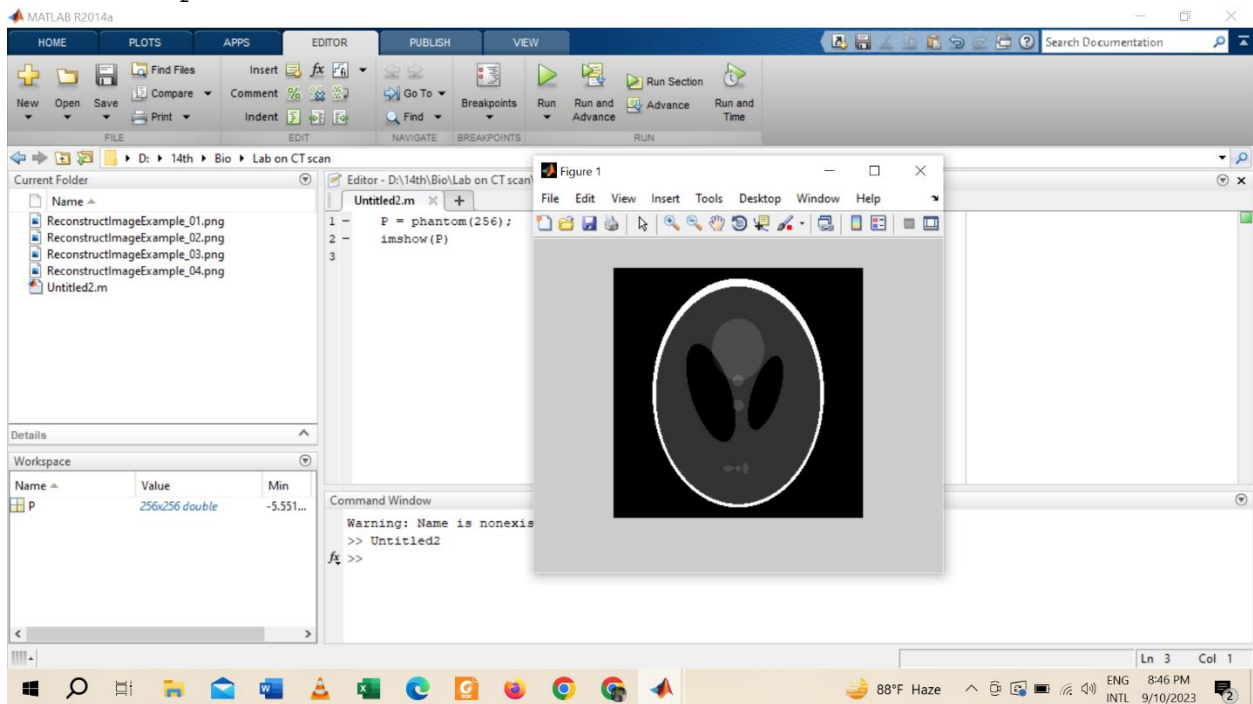 MATLAB R2014a
HOME PLOTS APPS EDITOR PUBLISH VIEW Search Documentation
Find Files Insert fx
New Open Save Compare Comment Go To Breakpoints Run Run and Advance Run Section Advance Run and Time
Print Indent Find
FILE EDIT NAVIGATE BREAKPOINTS RUN
D: 14th Bio Lab on CT scan
Current Folder
Name
ReconstructImageExample_01.png
ReconstructImageExample_02.png
ReconstructImageExample_03.png
ReconstructImageExample_04.png
Untitled2.m
Details
Workspace
Name Value Min
P 256x256 double -5.551...
Editor - D:\14th\Bio\Lab on CT scan\
Untitled2.m
1 P = phantom(256);
2 imshow(P)
3
Figure 1
File Edit View Insert Tools Desktop Window Help
Command Window
Warning: Name is nonexis
>> Untitled2
fx >>
Ln 3 Col 1
88°F Haze
ENG 8:46 PM
INTL 9/10/2023
2